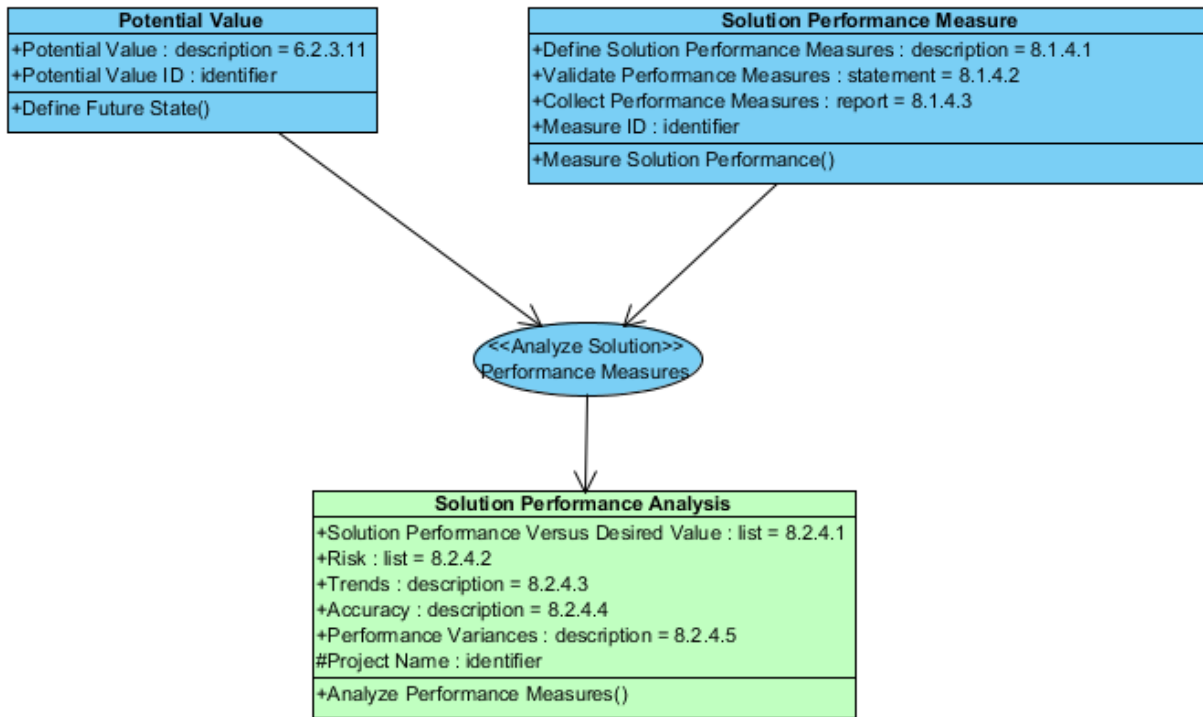 Potential Value
+Potential Value : description = 6.2.3.11
+Potential Value ID : identifier
+Define Future State()
Solution Performance Measure
+Define Solution Performance Measures : description = 8.1.4.1
+Validate Performance Measures : statement = 8.1.4.2
+Collect Performance Measures : report = 8.1.4.3
+Measure ID : identifier
+Measure Solution Performance()
<<Analyze Solution>>
Performance Measures
Solution Performance Analysis
+Solution Performance Versus Desired Value : list = 8.2.4.1
+Risk : list = 8.2.4.2
+Trends : description = 8.2.4.3
+Accuracy : description = 8.2.4.4
+Performance Variances : description = 8.2.4.5
#Project Name : identifier
+Analyze Performance Measures()